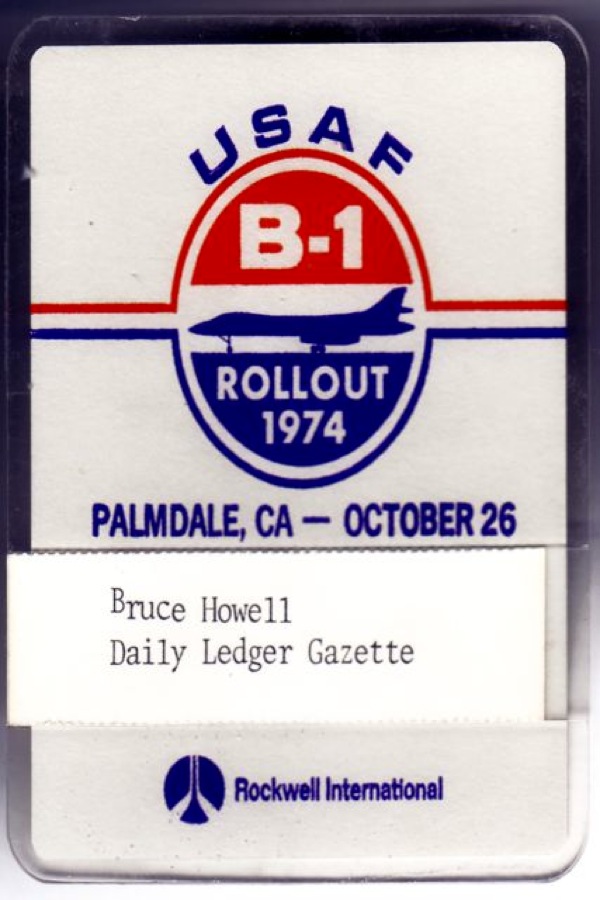 USAF
B-1
ROLLOUT
1974
PALMDALE, CA — OCTOBER 26
Bruce Howell
Daily Ledger Gazette
Rockwell International